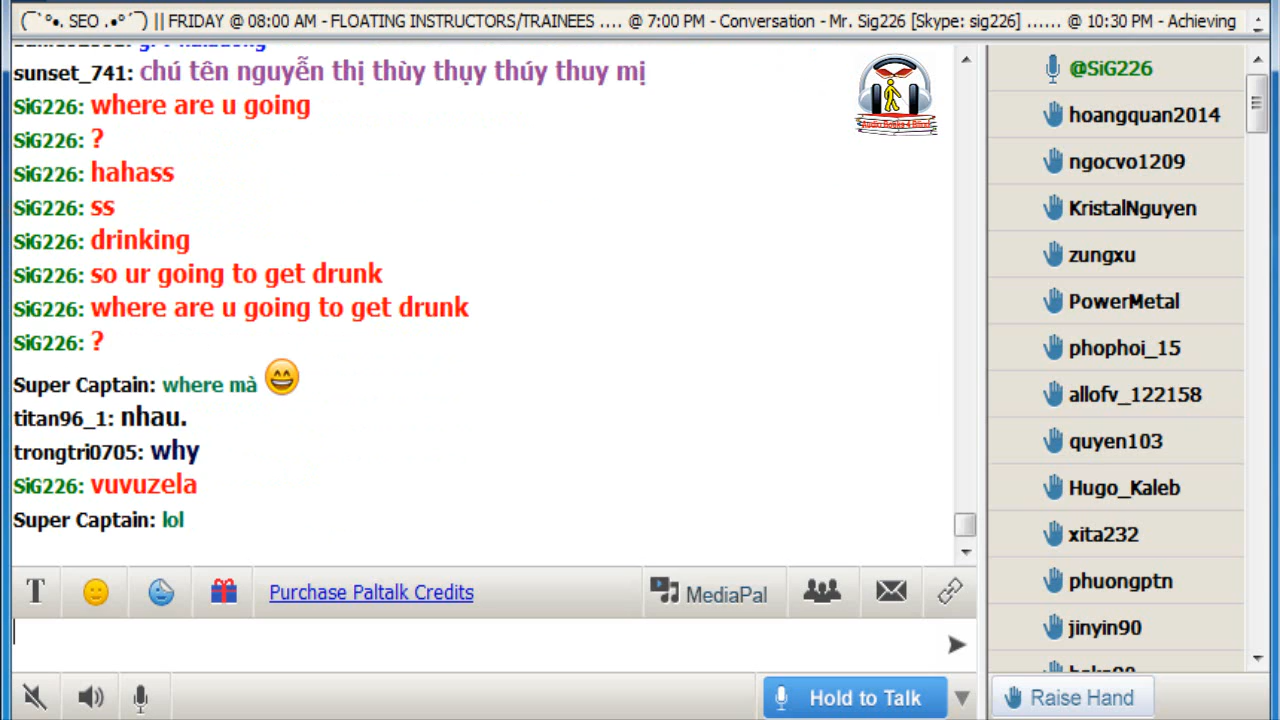 (¯`°•. SEO .•°´¯) || FRIDAY @ 08:00 AM - FLOATING INSTRUCTORS/TRAINEES .... @ 7:00 PM - Conversation - Mr. Sig226 [Skype: sig226] ...... @ 10:30 PM - Achieving
sunset_741: chú tên nguyễn thị thùy thụy thúy thuy mị
SiG226: where are u going
SiG226: ?
SiG226: hahass
SiG226: ss
SiG226: drinking
SiG226: so ur going to get drunk
SiG226: where are u going to get drunk
SiG226: ?
Super Captain: where mà
titan96_1: nhau.
trongtri0705: why
SiG226: vuvuzela
Super Captain: lol
T
Purchase Paltalk Credits
MediaPal
Hold to Talk
@SiG226
hoangquan2014
ngocvo1209
KristalNguyen
zungxu
PowerMetal
phophoi_15
allofv_122158
quyen103
Hugo_Kaleb
xita232
phuongptn
jinyin90
Raise Hand